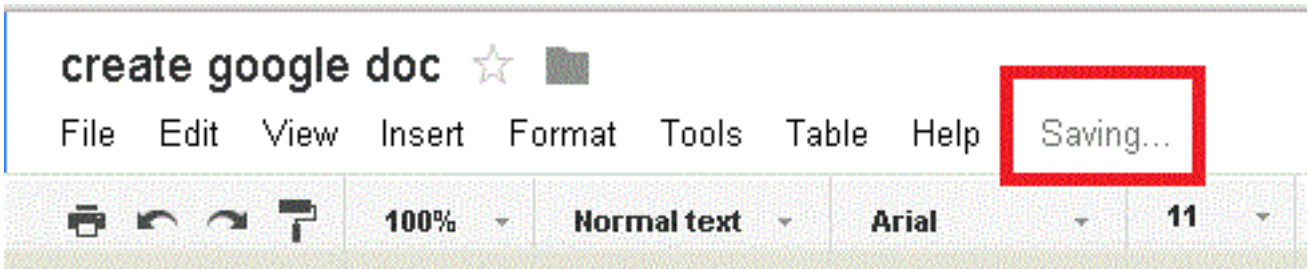 create google doc
File Edit View Insert Format Tools Table Help Saving...
100% Normal text Arial 11